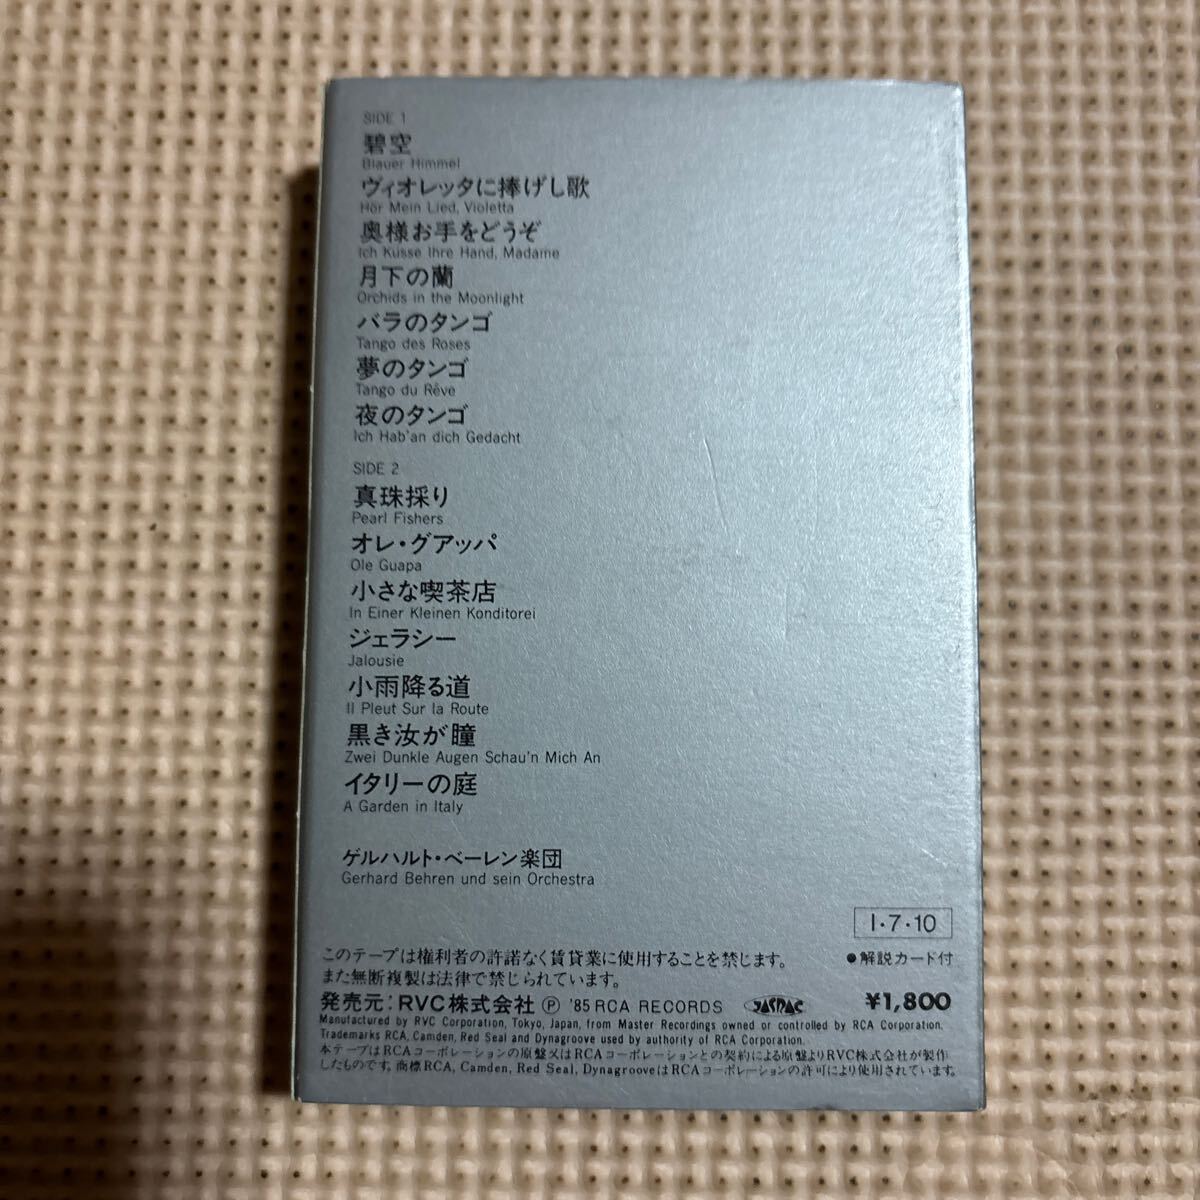 SIDE 1
碧空
Blauer Himmel
ヴィオレッタに捧げし歌
Hör Mein Lied, Violetta
奥様お手をどうぞ
Ich Küsse Ihre Hand, Madame
月下の蘭
Orchids in the Moonlight
バラのタンゴ
Tango des Roses
夢のタンゴ
Tango du Rêve
夜のタンゴ
Ich Hab'an dich Gedacht
SIDE 2
真珠採り
Pearl Fishers
オレ・グアッパ
Ole Guapa
小さな喫茶店
In Einer Kleinen Konditorei
ジェラシー
Jalousie
小雨降る道
Il Pleut Sur la Route
黒き汝が瞳
Zwei Dunkle Augen Schau'n Mich An
イタリーの庭
A Garden in Italy
ゲルハルト・ベーレン楽団
Gerhard Behren und sein Orchestra
I・7・10
このテープは権利者の許諾なく賃貸業に使用することを禁じます。
●解説カード付
また無断複製は法律で禁じられています。
発売元:RVC株式会社 Ⓟ '85 RCA RECORDS JASRAC ¥1,800
Manufactured by RVC Corporation, Tokyo, Japan, from Master Recordings owned or controlled by RCA Corporation.
Trademarks RCA, Camden, Red Seal and Dynagroove used by authority of RCA Corporation.
本テープはRCAコーポレーションの原盤又はRCAコーポレーションとの契約による原盤よりRVC株式会社が製作
したものです。商標RCA, Camden, Red Seal, DynagrooveはRCAコーポレーションの許可により使用されています。